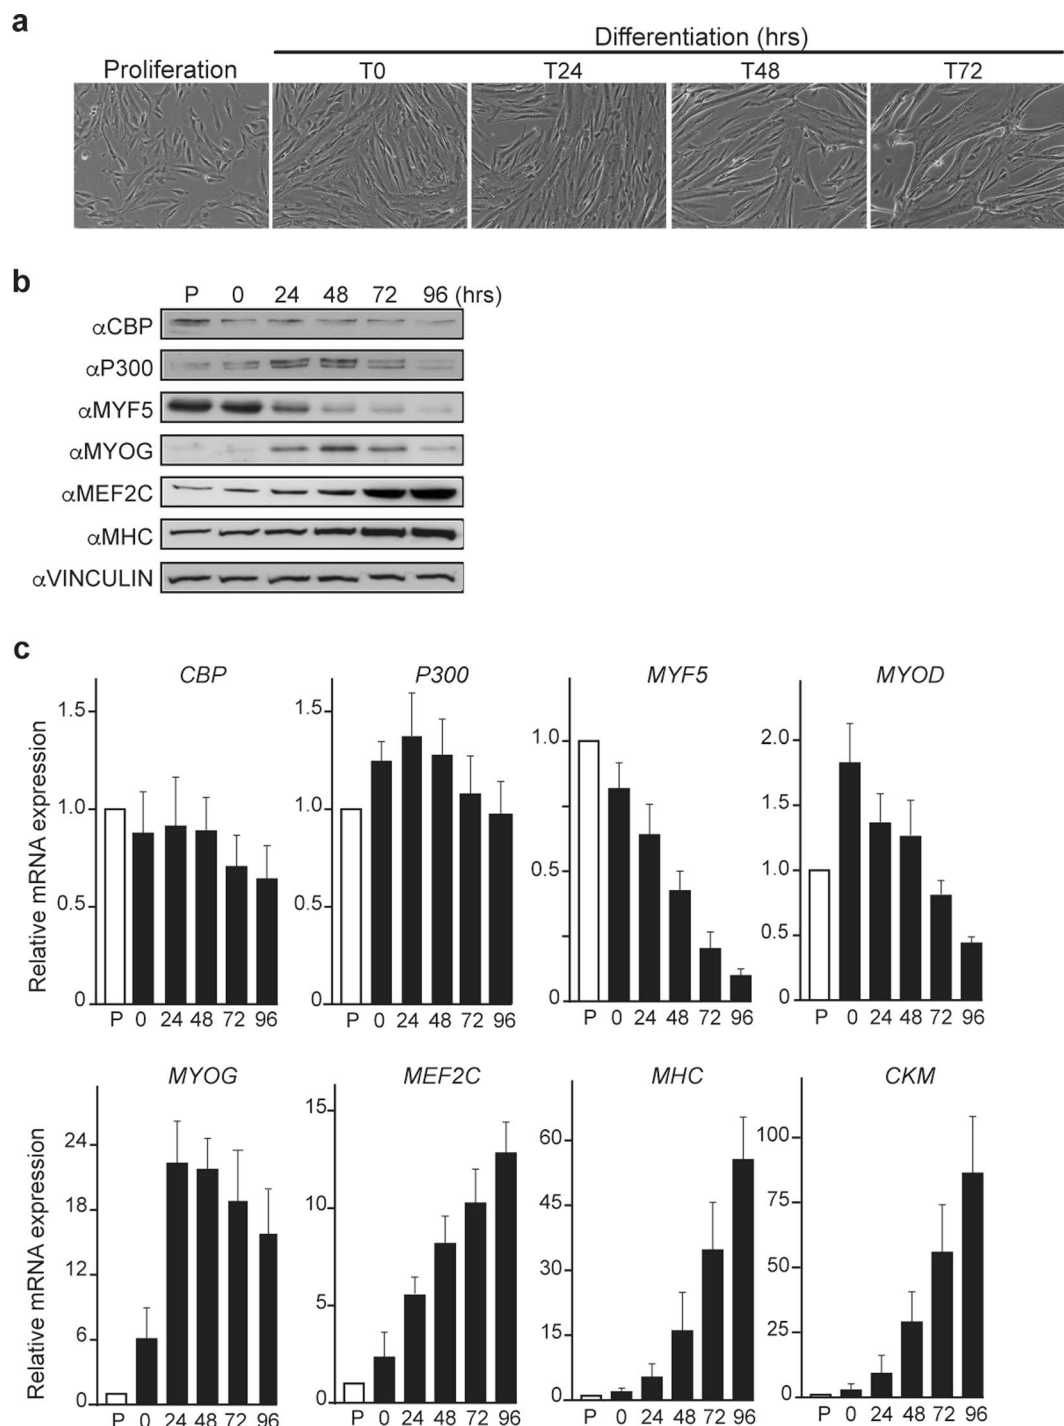 a
Differentiation (hrs)
Proliferation T0 T24 T48 T72
b
P 0 24 48 72 96 (hrs)
αCBP
αP300
αMYF5
αMYOG
αMEF2C
αMHC
αVINCULIN
c
CBP P300 MYF5 MYOD
Relative mRNA expression
1.5
1.0
0.5
0
P 0 24 48 72 96
1.5
1.0
0.5
0
P 0 24 48 72 96
1.0
0.5
0
P 0 24 48 72 96
2.0
1.5
1.0
0.5
0
P 0 24 48 72 96
MYOG MEF2C MHC CKM
Relative mRNA expression
24
18
12
6
0
P 0 24 48 72 96
15
10
5
0
P 0 24 48 72 96
60
45
30
15
0
P 0 24 48 72 96
100
75
50
25
0
P 0 24 48 72 96